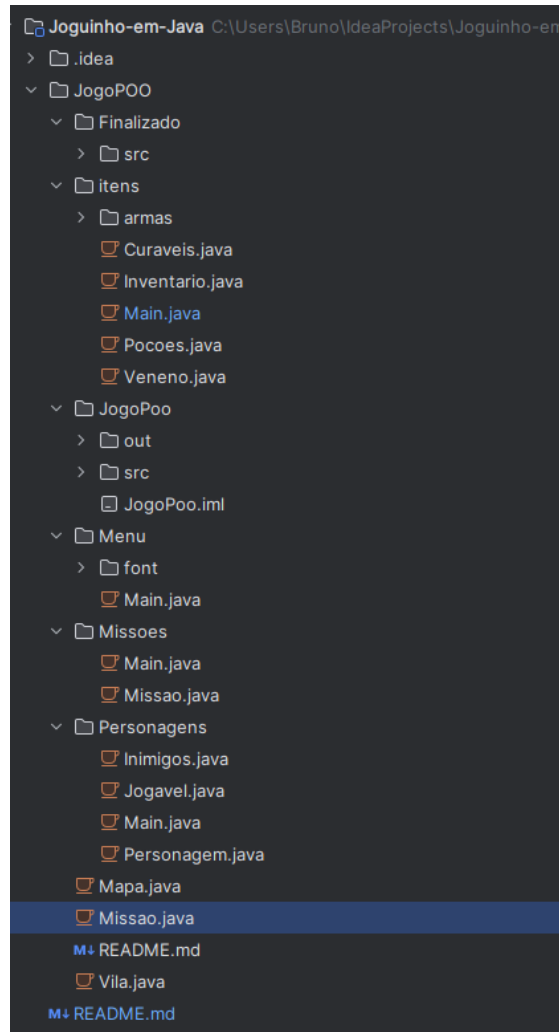 Joguinho-em-Java C:\Users\Bruno\IdeaProjects\Joguinho-em
.idea
JogoPOO
Finalizado
src
itens
armas
Curaveis.java
Inventario.java
Main.java
Pocoes.java
Veneno.java
JogoPoo
out
src
JogoPoo.iml
Menu
font
Main.java
Missoes
Main.java
Missao.java
Personagens
Inimigos.java
Jogavel.java
Main.java
Personagem.java
Mapa.java
Missao.java
M↓ README.md
Vila.java
M↓ README.md